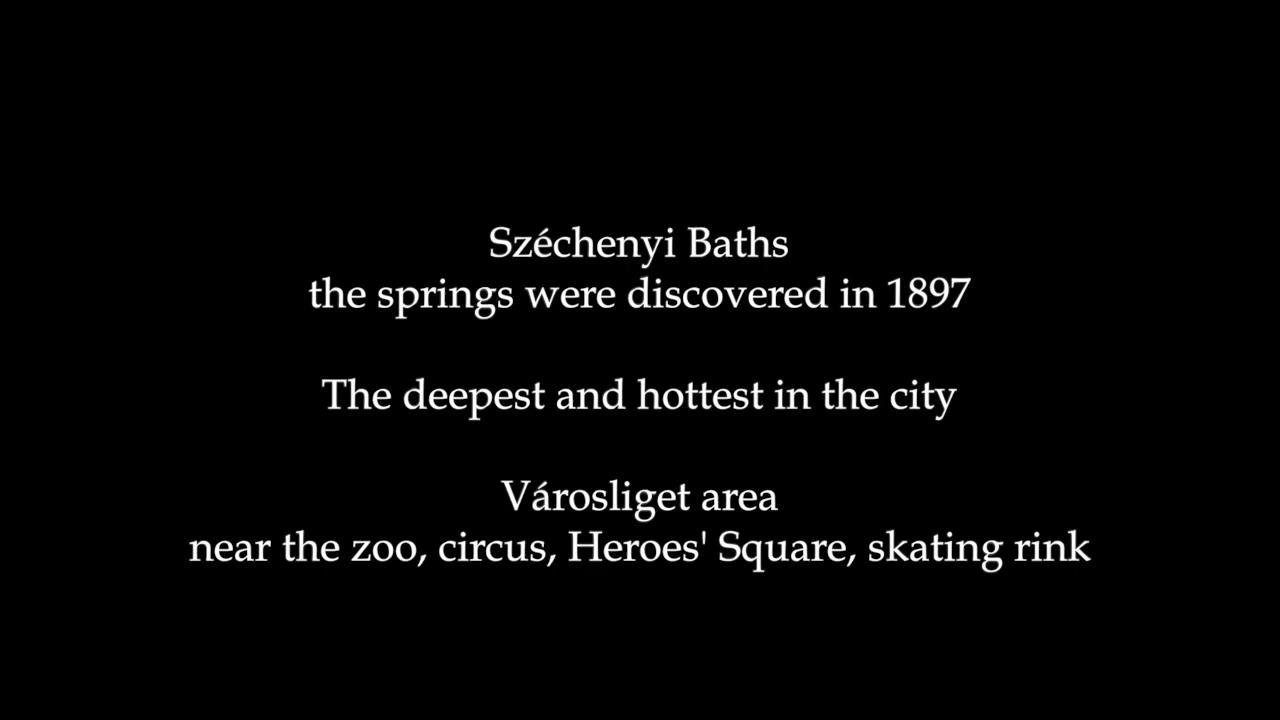 Széchenyi Baths
the springs were discovered in 1897
The deepest and hottest in the city
Városliget area
near the zoo, circus, Heroes' Square, skating rink